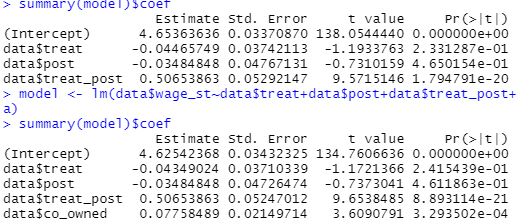 > summary(model)$coef
Estimate Std. Error t value Pr(>|t|)
(Intercept) 4.65363636 0.03370870 138.0544440 0.000000e+00
data$treat -0.04465749 0.03742113 -1.1933763 2.331287e-01
data$post -0.03484848 0.04767131 -0.7310159 4.650154e-01
data$treat_post 0.50653863 0.05292147 9.5715146 1.794791e-20
> model <- lm(data$wage_st~data$treat+data$post+data$treat_post+
a)
> summary(model)$coef
Estimate Std. Error t value Pr(>|t|)
(Intercept) 4.62542368 0.03432325 134.7606638 0.000000e+00
data$treat -0.04349024 0.03710339 -1.1721366 2.415439e-01
data$post -0.03484848 0.04726474 -0.7373041 4.611863e-01
data$treat_post 0.50653863 0.05247012 9.6538485 8.893114e-21
data$co_owned 0.07758489 0.02149714 3.6090791 3.293302e-04